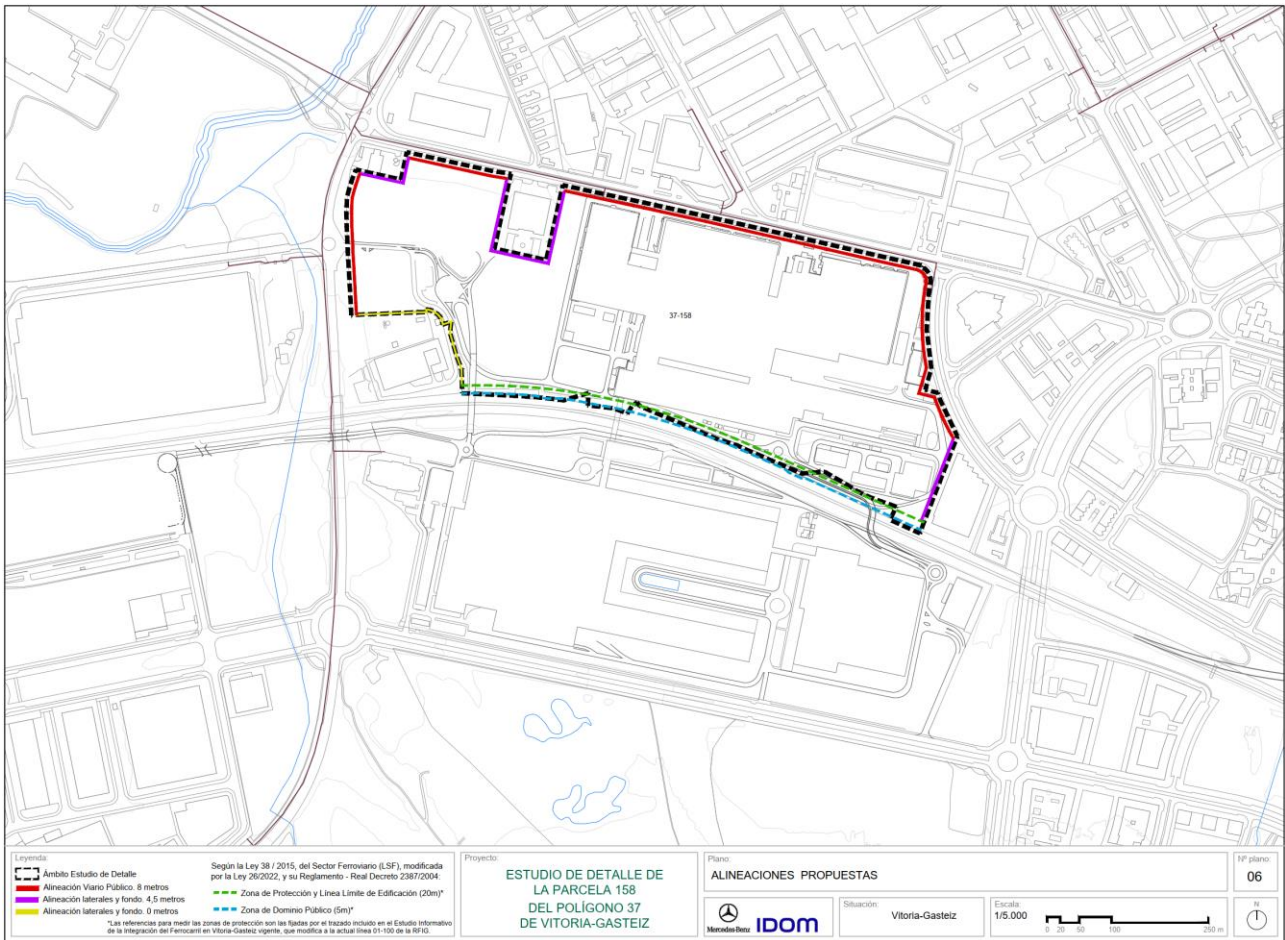 37-158
Leyenda:
Ámbito Estudio de Detalle
Alineación Viario Público. 8 metros
Alineación laterales y fondo. 4,5 metros
Alineación laterales y fondo. 0 metros
Según la Ley 38 / 2015, del Sector Ferroviario (LSF), modificada
por la Ley 26/2022, y su Reglamento - Real Decreto 2387/2004:
Zona de Protección y Línea Límite de Edificación (20m)*
Zona de Dominio Público (5m)*
*Las referencias para medir las zonas de protección son las fijadas por el trazado incluido en el Estudio Informativo
de la Integración del Ferrocarril en Vitoria-Gasteiz vigente, que modifica a la actual línea 01-100 de la RFIG.
Proyecto:
ESTUDIO DE DETALLE DE
LA PARCELA 158
DEL POLÍGONO 37
DE VITORIA-GASTEIZ
Plano:
ALINEACIONES PROPUESTAS
Nº plano:
06
Mercedes-Benz
IDOM
Situación:
Vitoria-Gasteiz
Escala:
1/5.000
0 20 50 100 250 m
N